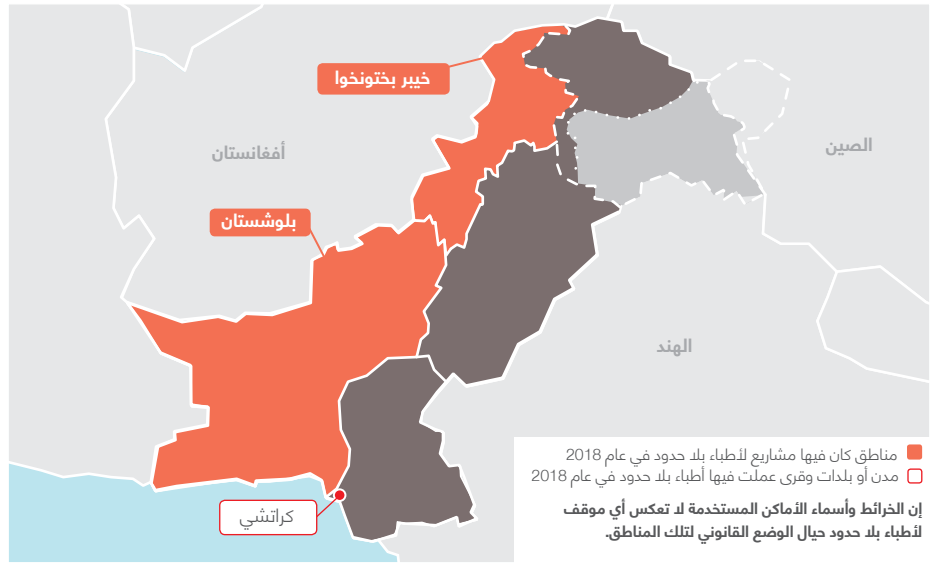 خيبر بختونخوا
الصين
أفغانستان
بلوشستان
الهند
مناطق كان فيها مشاريع لأطباء بلا حدود في عام 2018
مدن أو بلدات وقرى عملت فيها أطباء بلا حدود في عام 2018
إن الخرائط وأسماء الأماكن المستخدمة لا تعكس أي موقف
لأطباء بلا حدود حيال الوضع القانوني لتلك المناطق.
كراتشي